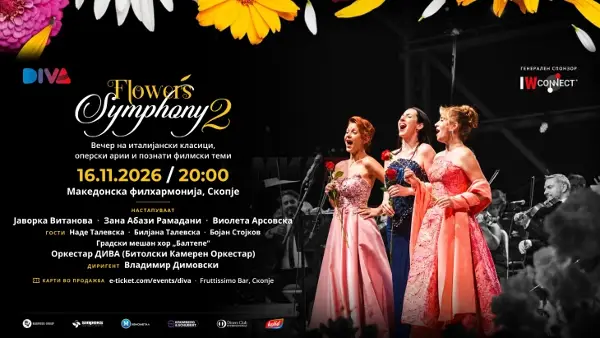 DIVA
Flowers
Symphony 2
Вечер на италијански класици,
оперски арии и познати филмски теми
16.11.2026 / 20:00
Македонска филхармонија, Скопје
НАСТАПУВААТ
Јаворка Витанова · Зана Абази Рамадани · Виолета Арсовска
ГОСТИ Наде Талевска · Билјана Талевска · Бојан Стојков
Градски мешан хор „Балтепе“
Оркестар ДИВА (Битолски Камерен Оркестар)
ДИРИГЕНТ Владимир Димовски
КАРТИ ВО ПРОДАЖБА e-ticket.com/events/diva · Fruttissimo Bar, Скопје
ГЕНЕРАЛЕН СПОНЗОР
IWCONNECT
Diners Club